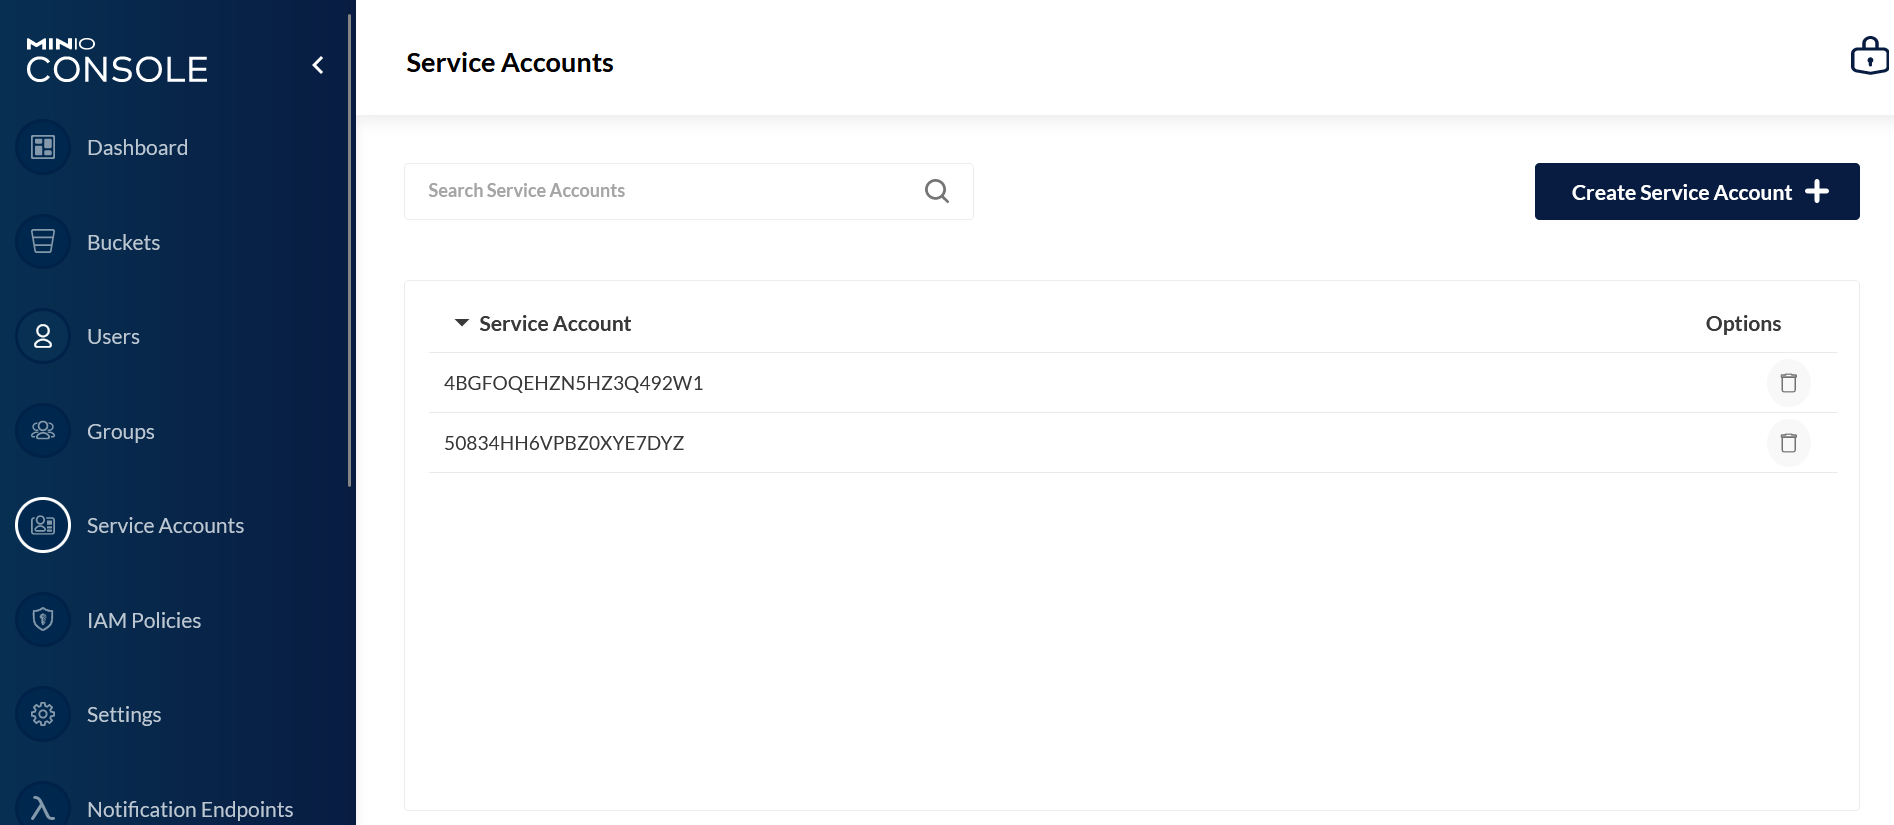 MINIO
CONSOLE
Dashboard
Buckets
Users
Groups
Service Accounts
IAM Policies
Settings
Notification Endpoints
Service Accounts
Search Service Accounts
Create Service Account
Service Account
Options
4BGFOQEHZN5HZ3Q492W1
50834HH6VPBZ0XYE7DYZ